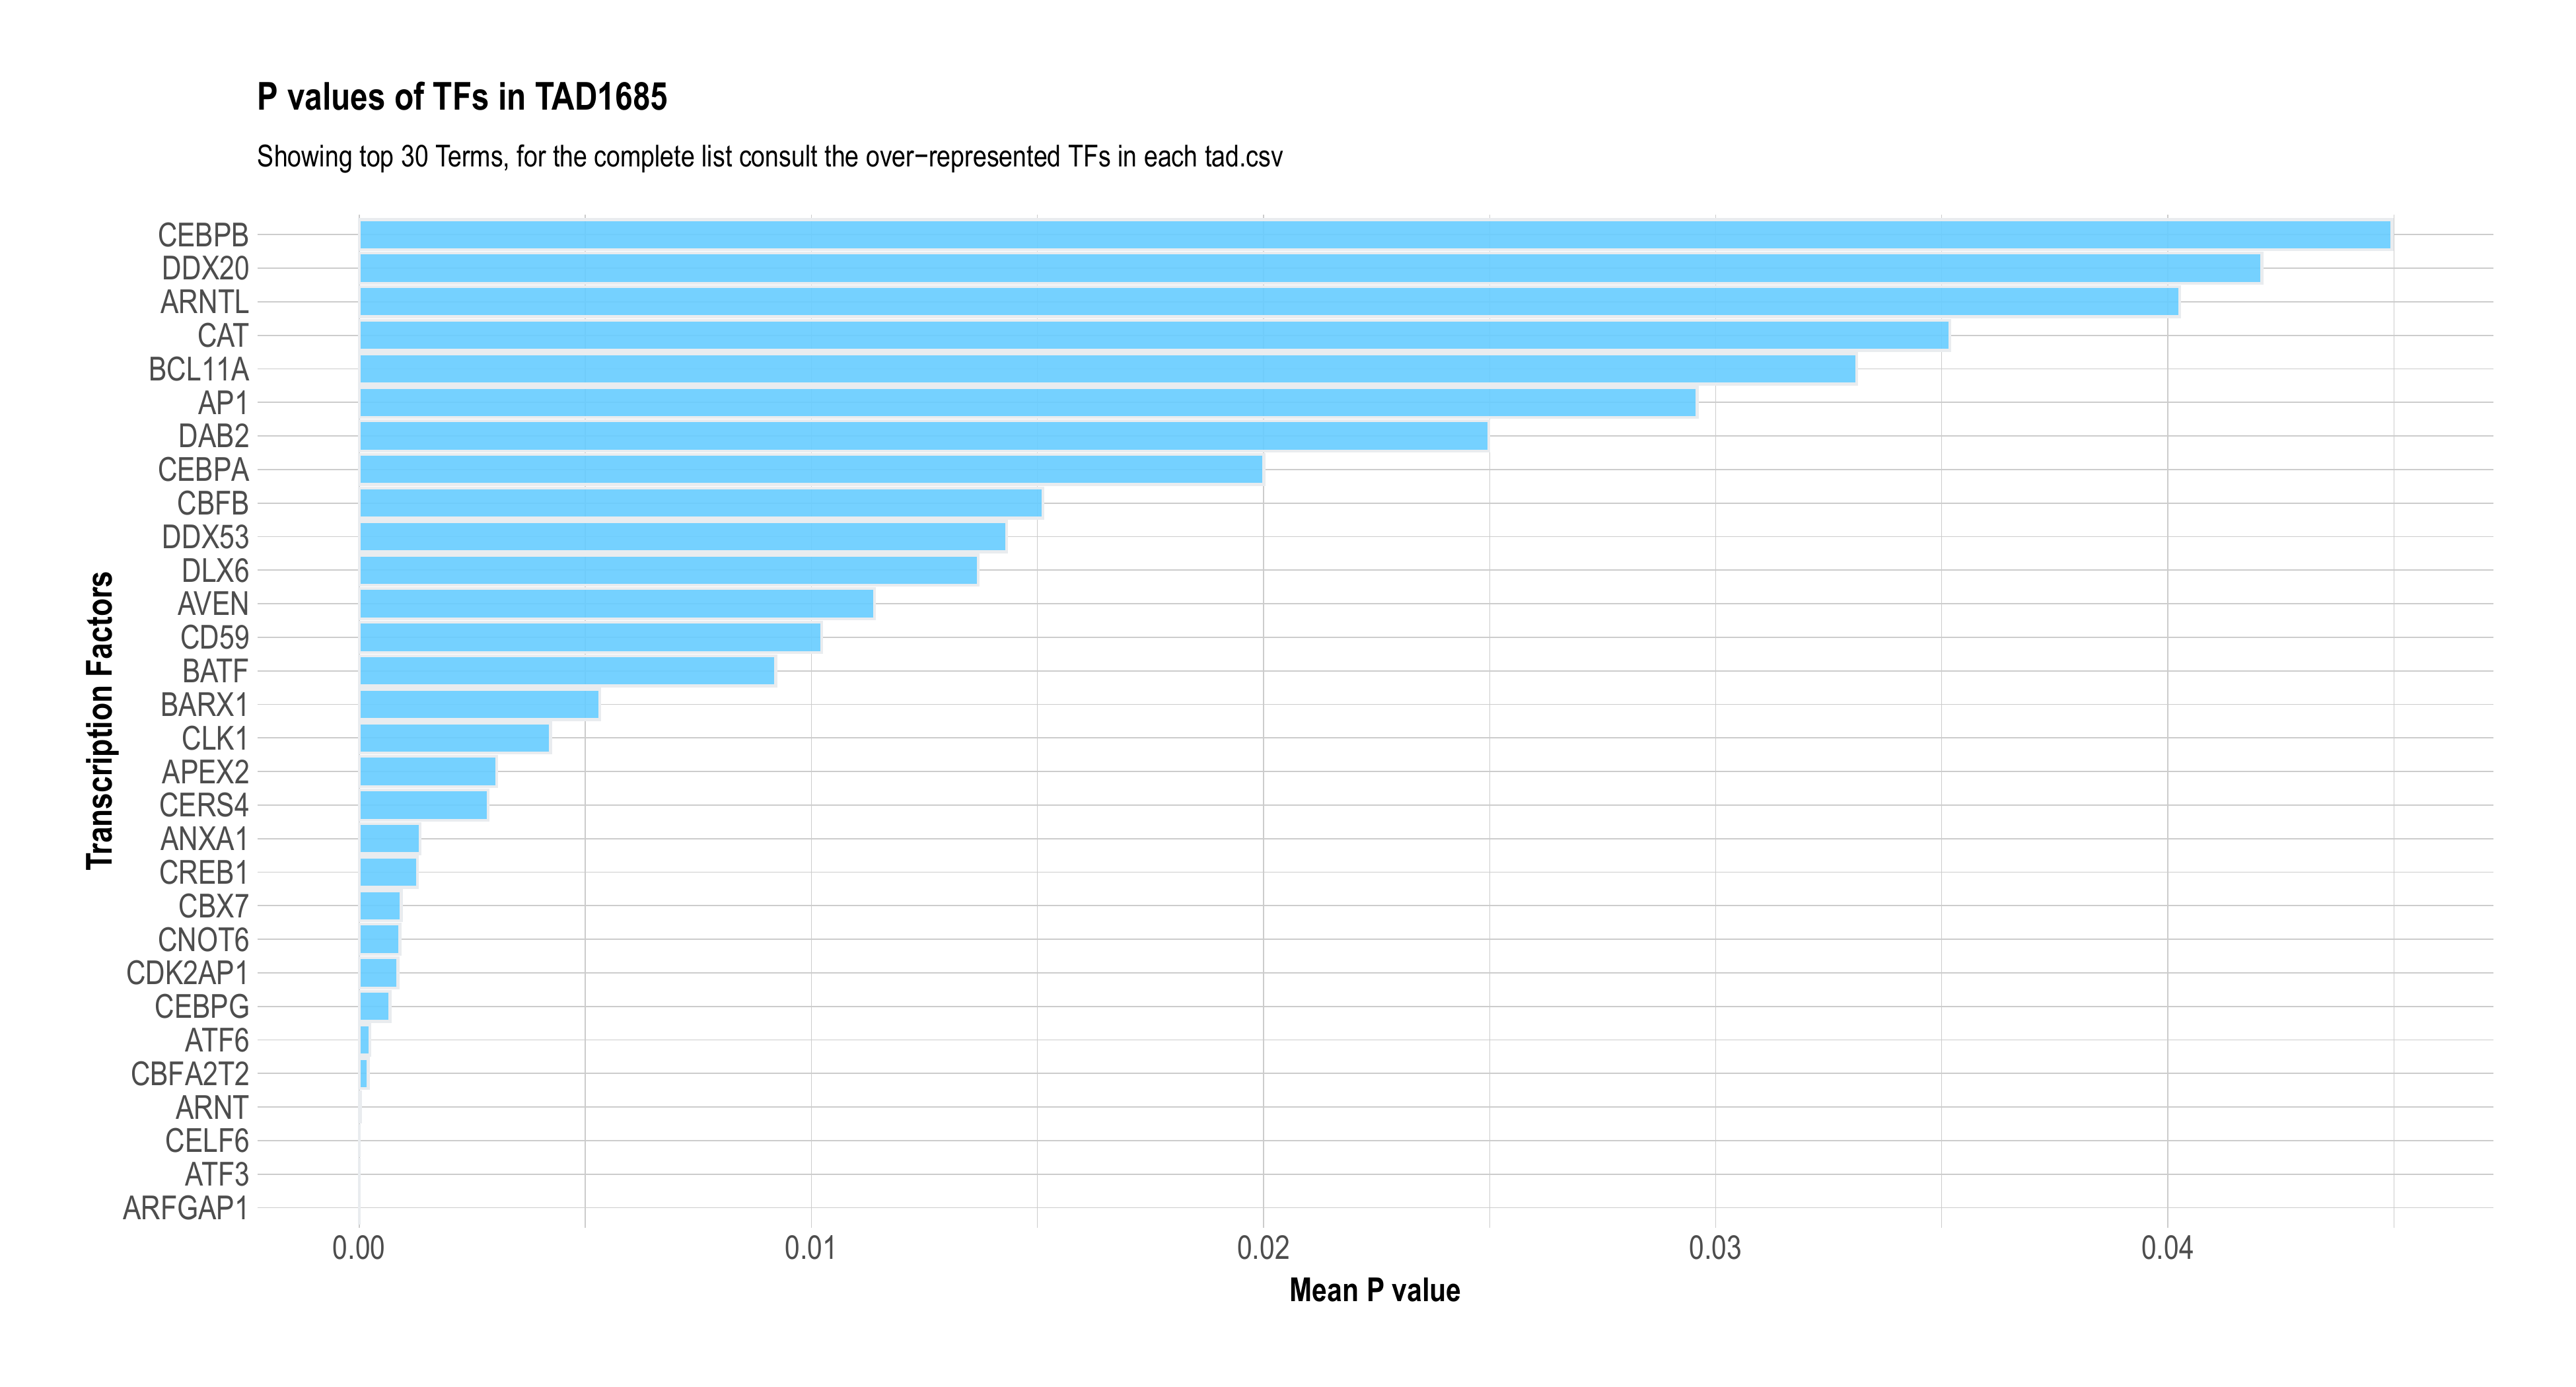 P values of TFs in TAD1685
Showing top 30 Terms, for the complete list consult the over−represented TFs in each tad.csv
Transcription Factors
CEBPB
DDX20
ARNTL
CAT
BCL11A
AP1
DAB2
CEBPA
CBFB
DDX53
DLX6
AVEN
CD59
BATF
BARX1
CLK1
APEX2
CERS4
ANXA1
CREB1
CBX7
CNOT6
CDK2AP1
CEBPG
ATF6
CBFA2T2
ARNT
CELF6
ATF3
ARFGAP1
0.00 0.01 0.02 0.03 0.04
Mean P value